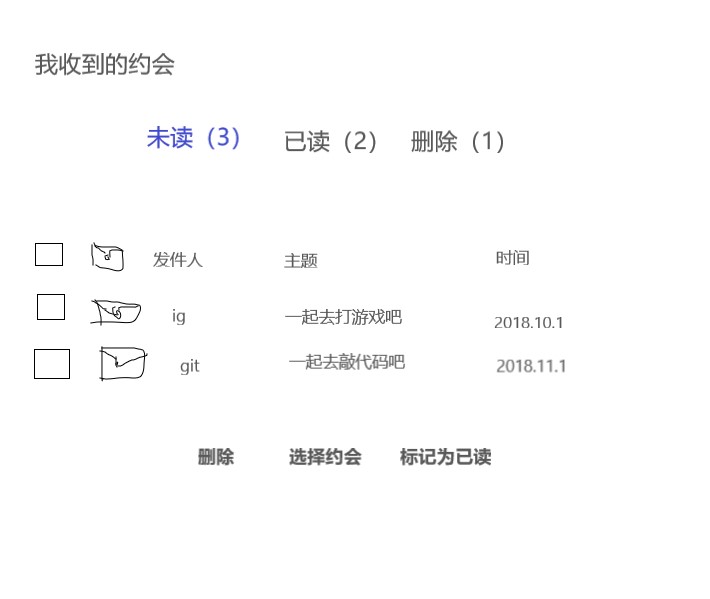 我收到的约会
未读（3） 已读（2） 删除（1）
发件人 主题 时间
ig 一起去打游戏吧 2018.10.1
git 一起去敲代码吧 2018.11.1
删除 选择约会 标记为已读